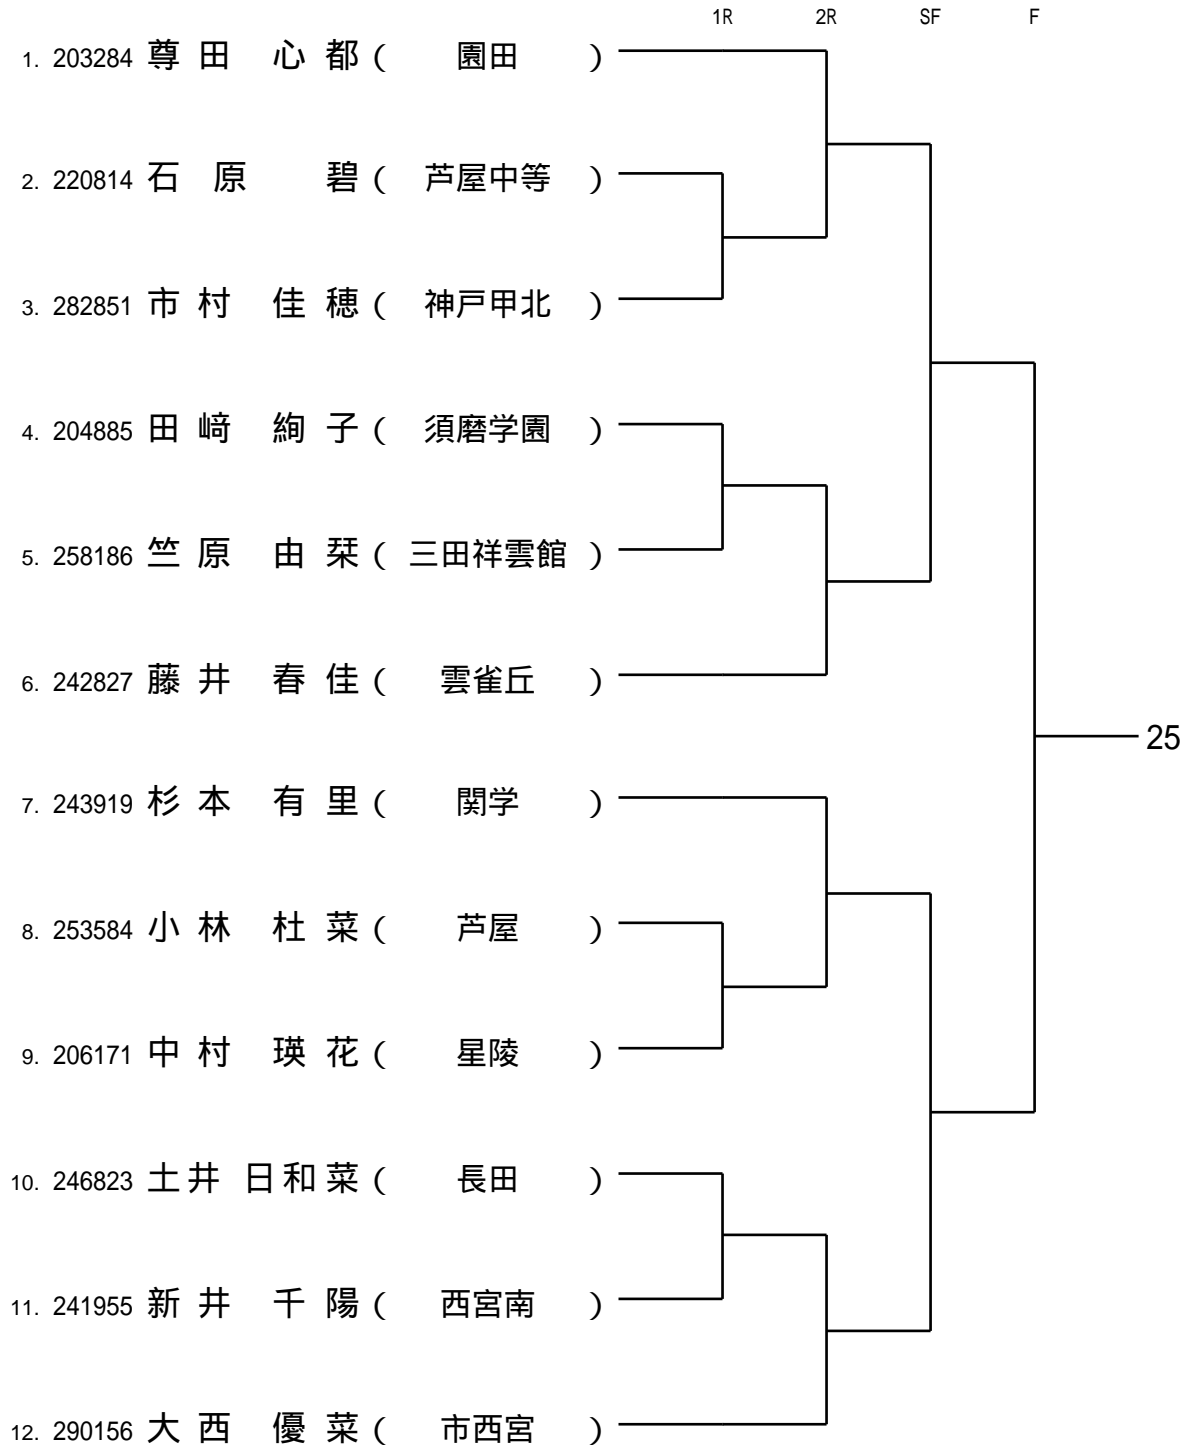 1R 2R SF F
1. 203284 尊田 心都 ( 園田 )
2. 220814 石原 碧 ( 芦屋中等 )
3. 282851 市村 佳穂 ( 神戸甲北 )
4. 204885 田﨑 絢子 ( 須磨学園 )
5. 258186 竺原 由栞 ( 三田祥雲館 )
6. 242827 藤井 春佳 ( 雲雀丘 )
25
7. 243919 杉本 有里 ( 関学 )
8. 253584 小林 杜菜 ( 芦屋 )
9. 206171 中村 瑛花 ( 星陵 )
10. 246823 土井 日和菜 ( 長田 )
11. 241955 新井 千陽 ( 西宮南 )
12. 290156 大西 優菜 ( 市西宮 )